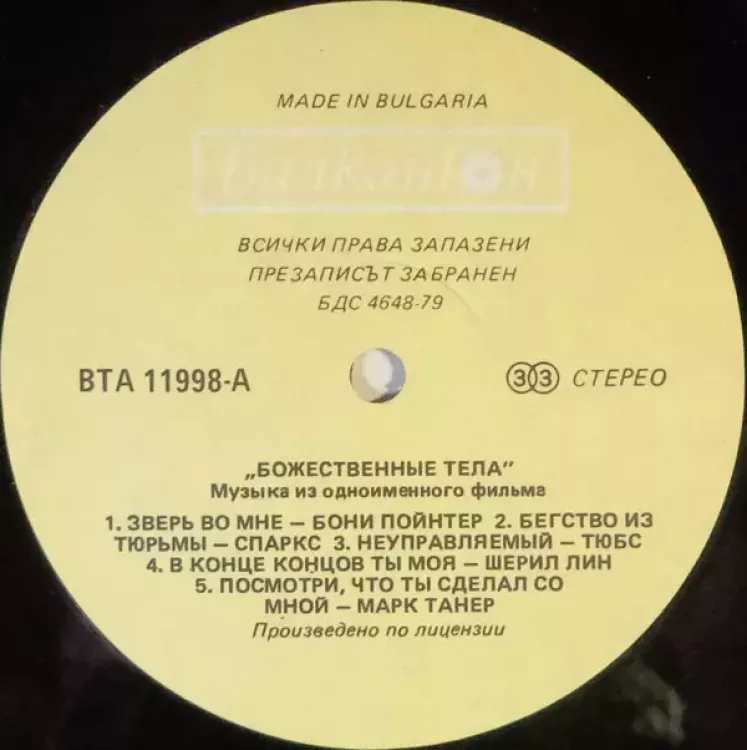 MADE IN BULGARIA
Балкантон
ВСИЧКИ ПРАВА ЗАПАЗЕНИ
ПРЕЗАПИСЪТ ЗАБРАНЕН
БДС 4648-79
ВТА 11998-А
33 СТЕРЕО
„БОЖЕСТВЕННЫЕ ТЕЛА"
Музыка из одноименного фильма
1. ЗВЕРЬ ВО МНЕ – БОНИ ПОЙНТЕР 2. БЕГСТВО ИЗ
ТЮРЬМЫ – СПАРКС 3. НЕУПРАВЛЯЕМЫЙ – ТЮБС
4. В КОНЦЕ КОНЦОВ ТЫ МОЯ – ШЕРИЛ ЛИН
5. ПОСМОТРИ, ЧТО ТЫ СДЕЛАЛ СО
МНОЙ – МАРК ТАНЕР
Произведено по лицензии